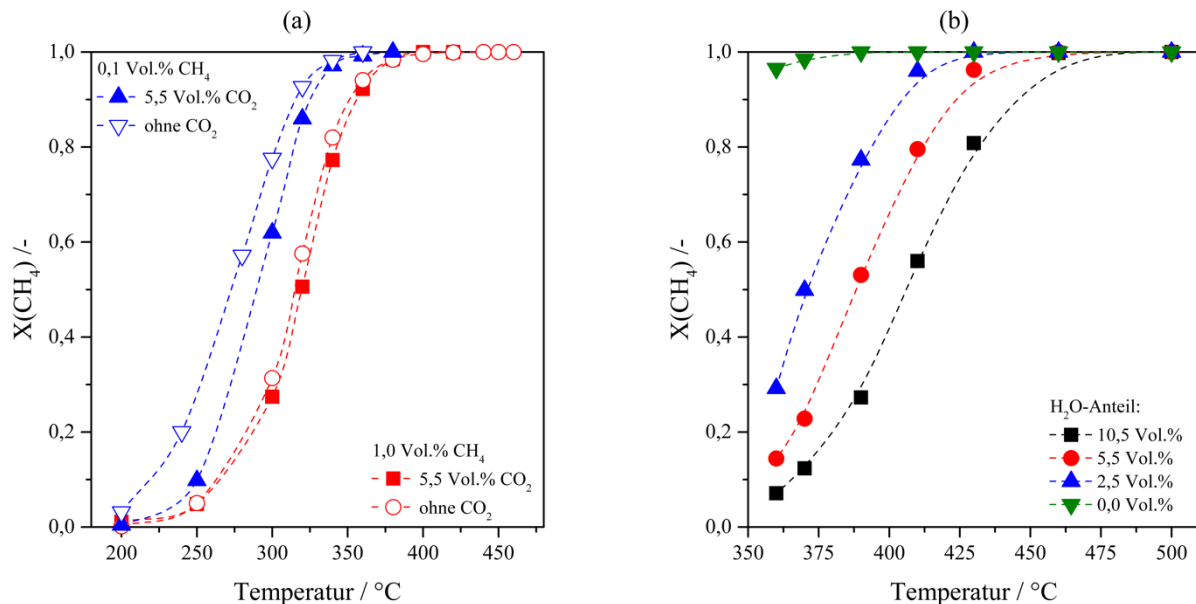 (a)
1,0
0,8
0,6
0,4
0,2
0,0
X(CH₄) /-
0,1 Vol.% CH₄
5,5 Vol.% CO₂
ohne CO₂
1,0 Vol.% CH₄
5,5 Vol.% CO₂
ohne CO₂
200 250 300 350 400 450
Temperatur / °C
(b)
1,0
0,8
0,6
0,4
0,2
0,0
X(CH₄) /-
H₂O-Anteil:
10,5 Vol.%
5,5 Vol.%
2,5 Vol.%
0,0 Vol.%
350 375 400 425 450 475 500
Temperatur / °C